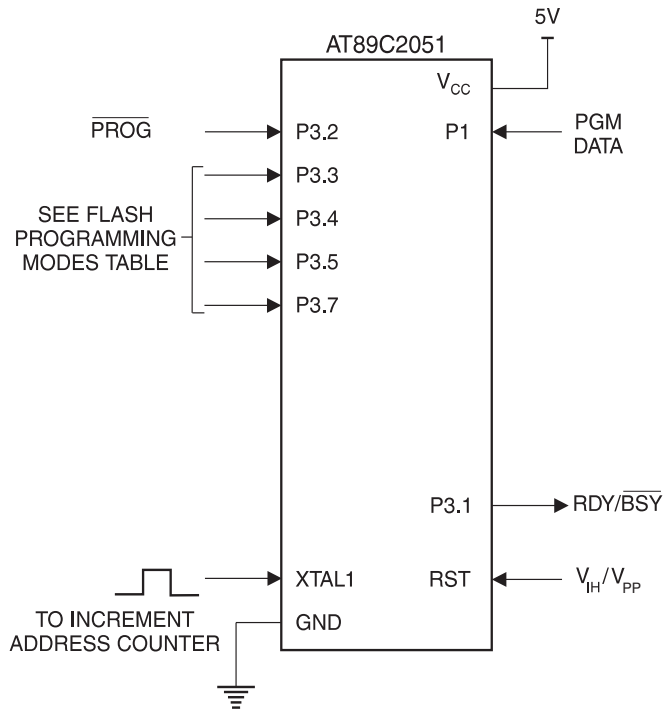 5V
AT89C2051
VCC
PROG
P3.2
P1
PGM
DATA
P3.3
SEE FLASH
PROGRAMMING
MODES TABLE
P3.4
P3.5
P3.7
P3.1
RDY/BSY
XTAL1
RST
VIH/VPP
TO INCREMENT
ADDRESS COUNTER
GND